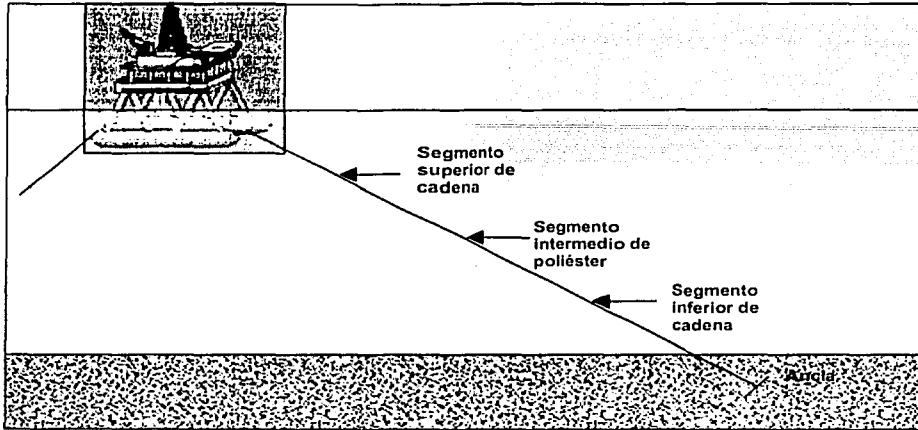 Segmento
superior de
cadena
Segmento
intermedio de
poliéster
Segmento
inferior de
cadena
Ancla